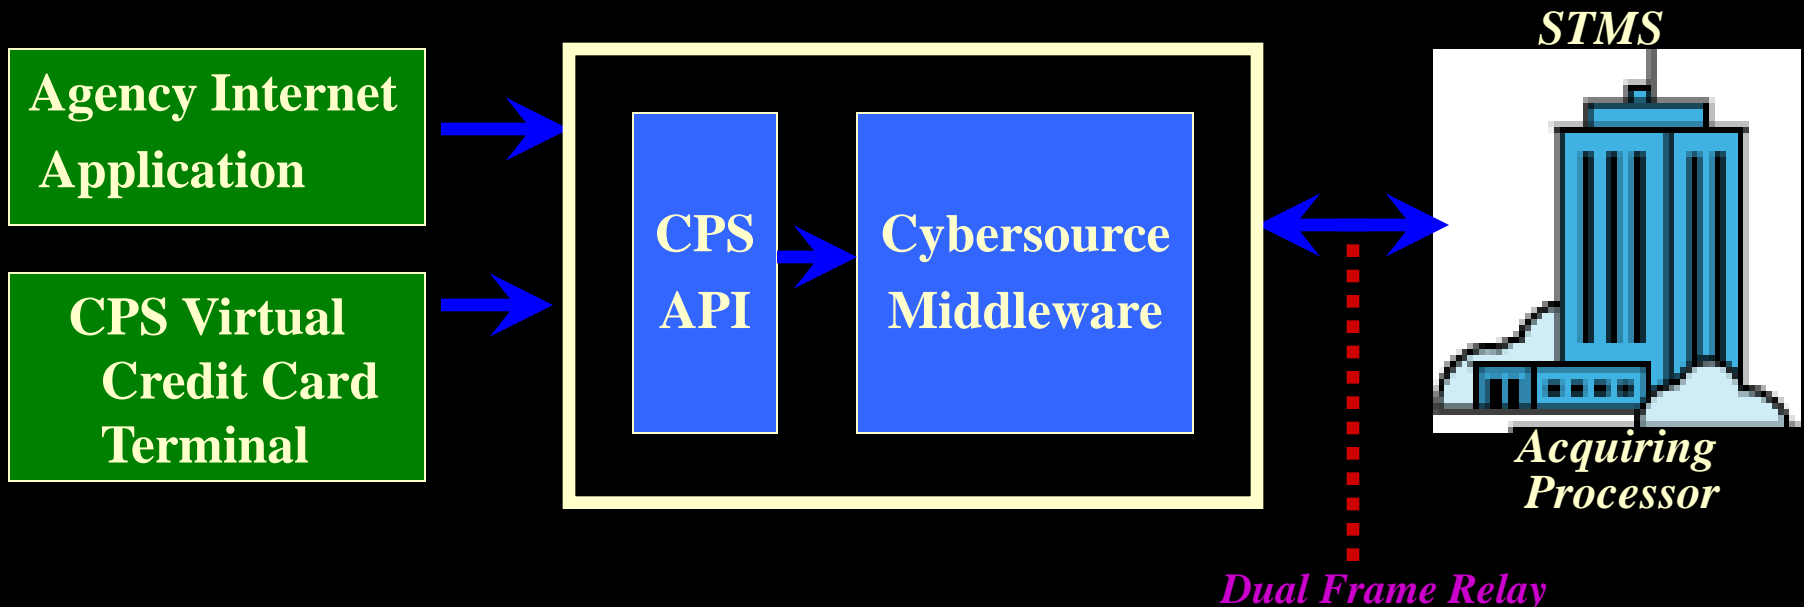 STMS
Agency Internet
Application
CPS Virtual
Credit Card
Terminal
CPS
API
Cybersource
Middleware
Acquiring
Processor
Dual Frame Relay